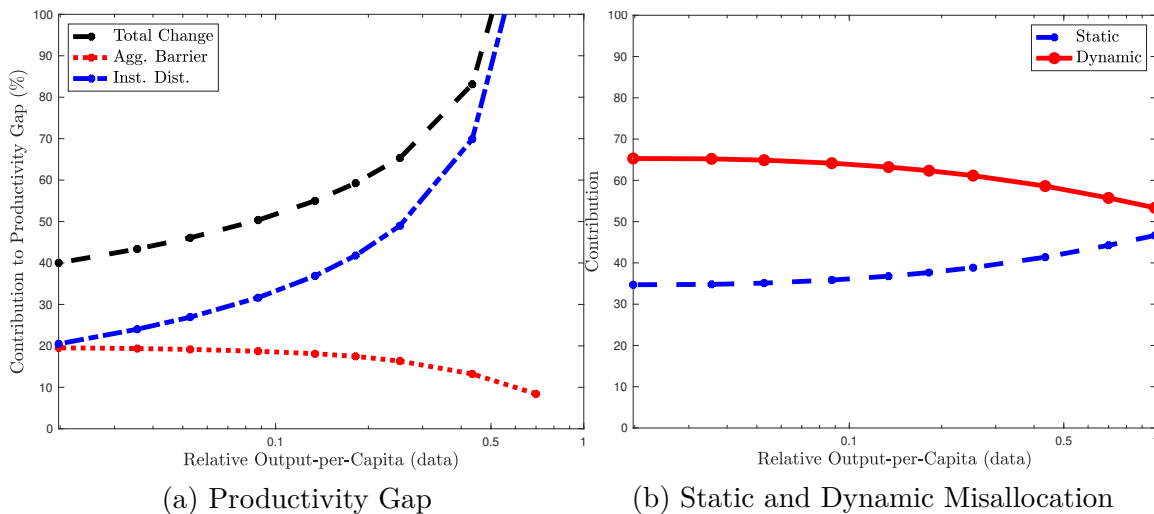 Contribution to Productivity Gap (%)
100
90
80
70
60
50
40
30
20
10
0
Total Change
Agg. Barrier
Inst. Dist.
0.1
0.5
1
Relative Output-per-Capita (data)
(a) Productivity Gap
Contribution
100
90
80
70
60
50
40
30
20
10
0
Static
Dynamic
0.1
0.5
1
Relative Output-per-Capita (data)
(b) Static and Dynamic Misallocation